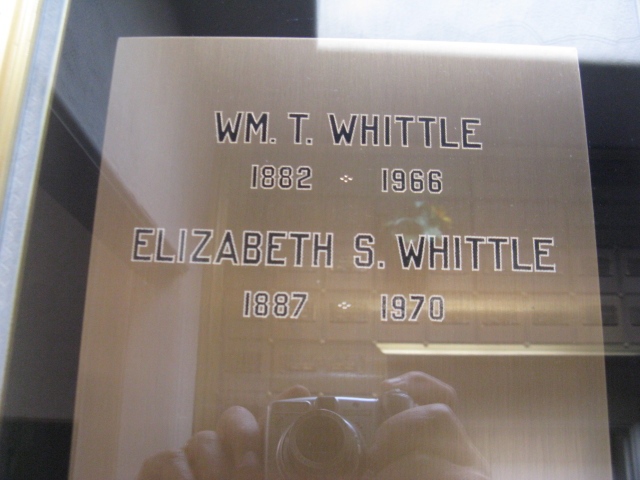 WM. T. WHITTLE
1882 ⁘ 1966
ELIZABETH S. WHITTLE
1887 ⁘ 1970